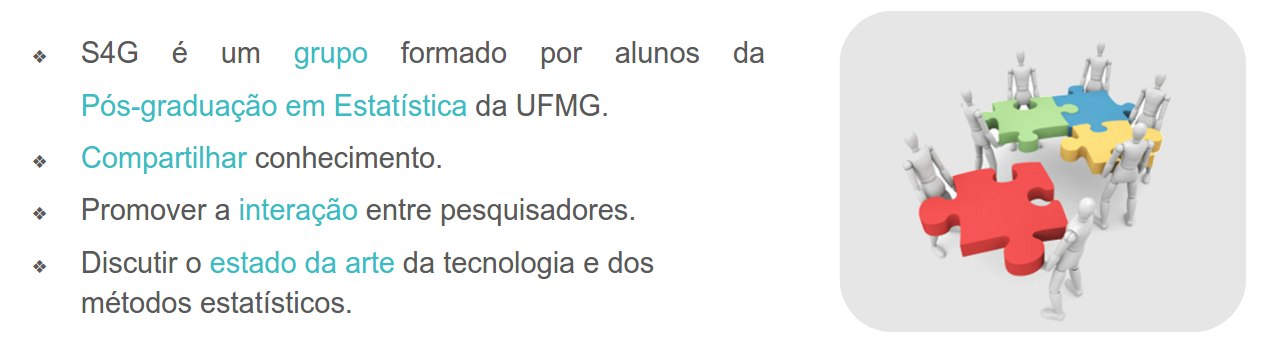 ❖ S4G é um grupo formado por alunos da
Pós-graduação em Estatística da UFMG.
❖ Compartilhar conhecimento.
❖ Promover a interação entre pesquisadores.
❖ Discutir o estado da arte da tecnologia e dos
métodos estatísticos.